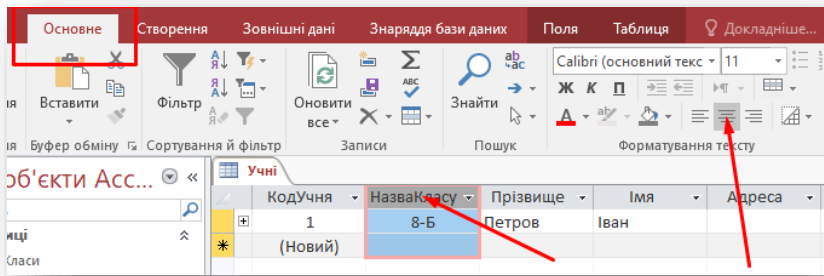 Основне Створення Зовнішні дані Знаряддя бази даних Поля Таблиця Докладніше...
Вставити Фільтр Оновити все Знайти
Calibri (основний текс 11
Ж К П
Буфер обміну Сортування й фільтр Записи Пошук Форматування тексту
об'єкти Acc...
Учні
КодУчня НазваКласу Прізвище Імя Адреса
1 8-Б Петров Іван
(Новий)
иці
Класи